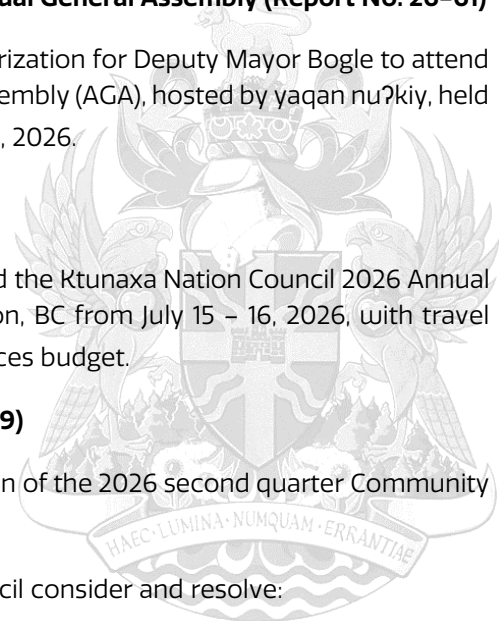 ual General Assembly (Report No.
rization for Deputy Mayor Bogle to attend
embly (AGA), hosted by yaqan nuʔkiy, held
, 2026.
d the Ktunaxa Nation Council 2026 Annual
on, BC from July 15 – 16, 2026, with travel
ces budget.
9)
n of the 2026 second quarter Community
HAEC·LUMINA·NUMQUAM·ERRANTIAE
cil consider and resolve: